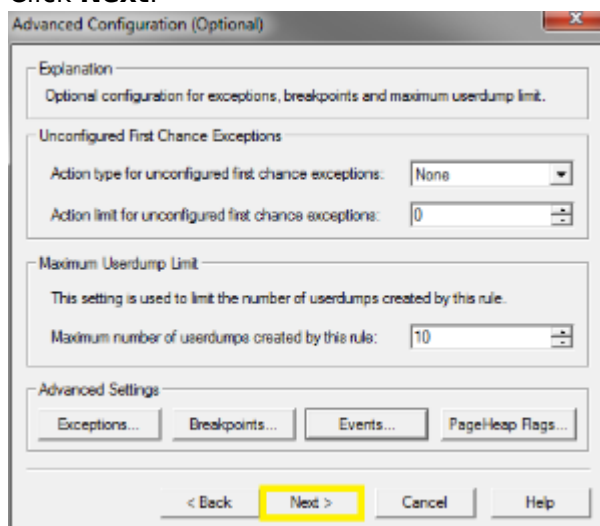 Click Next.
Advanced Configuration (Optional)
Explanation
Optional configuration for exceptions, breakpoints and maximum userdump limit.
Unconfigured First Chance Exceptions
Action type for unconfigured first chance exceptions: None
Action limit for unconfigured first chance exceptions: 0
Maximum Userdump Limit
This setting is used to limit the number of userdumps created by this rule.
Maximum number of userdumps created by this rule: 10
Advanced Settings
Exceptions... Breakpoints... Events... PageHeap Flags...
< Back Next > Cancel Help